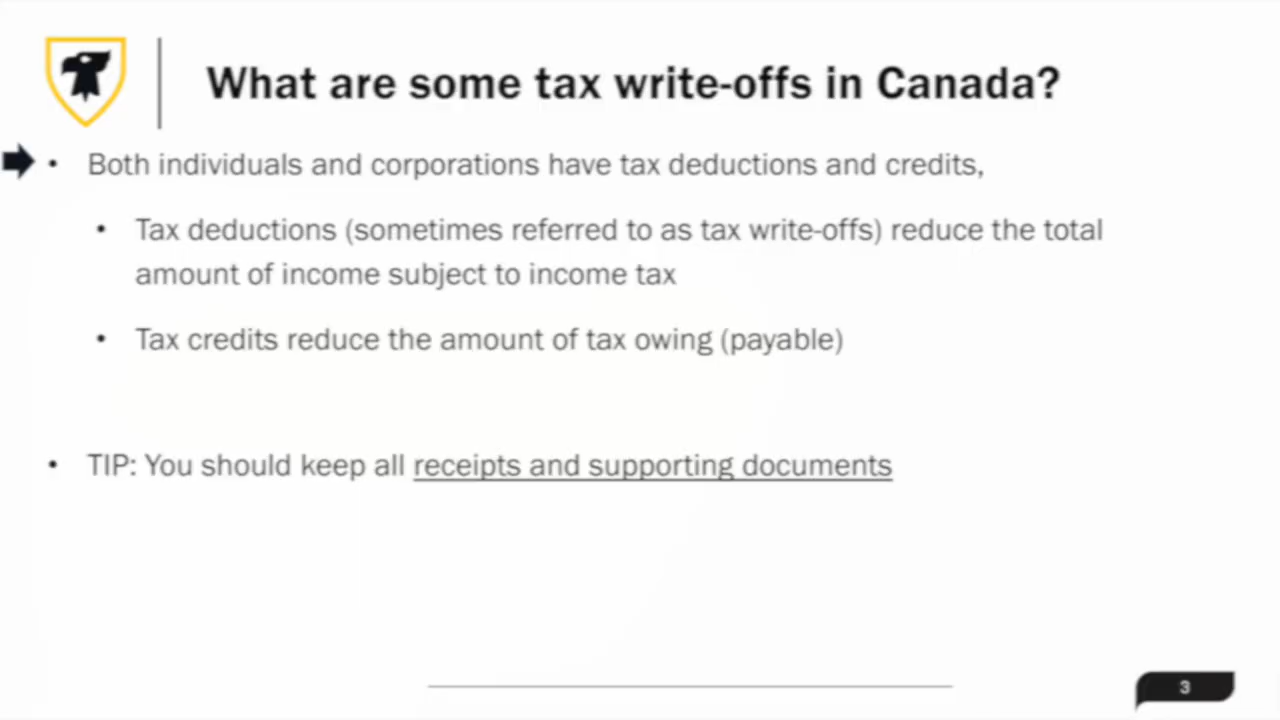 What are some tax write-offs in Canada?
• Both individuals and corporations have tax deductions and credits,
• Tax deductions (sometimes referred to as tax write-offs) reduce the total
amount of income subject to income tax
• Tax credits reduce the amount of tax owing (payable)
• TIP: You should keep all receipts and supporting documents
3